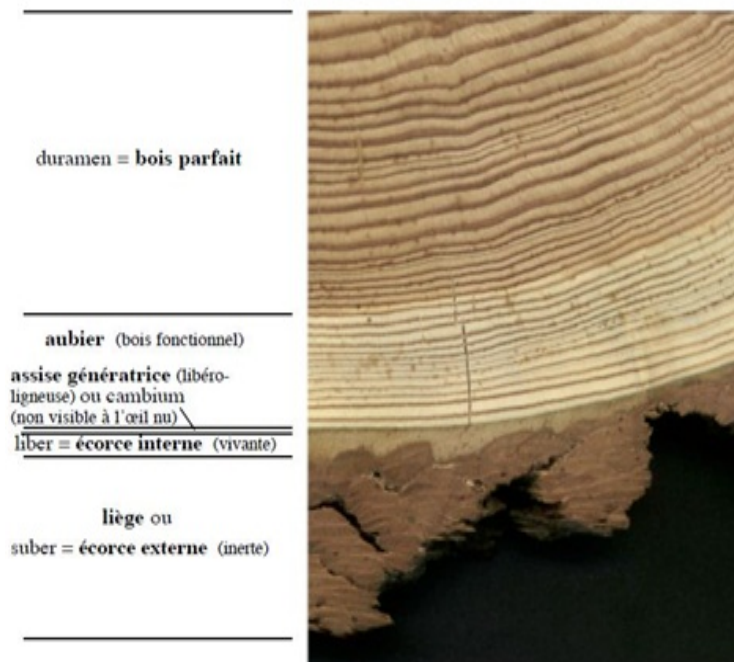 duramen = bois parfait
aubier (bois fonctionnel)
assise génératrice (libéro-
ligneuse) ou cambium
(non visible à l'œil nu)
liber = écorce interne (vivante)
liège ou
suber = écorce externe (inerte)